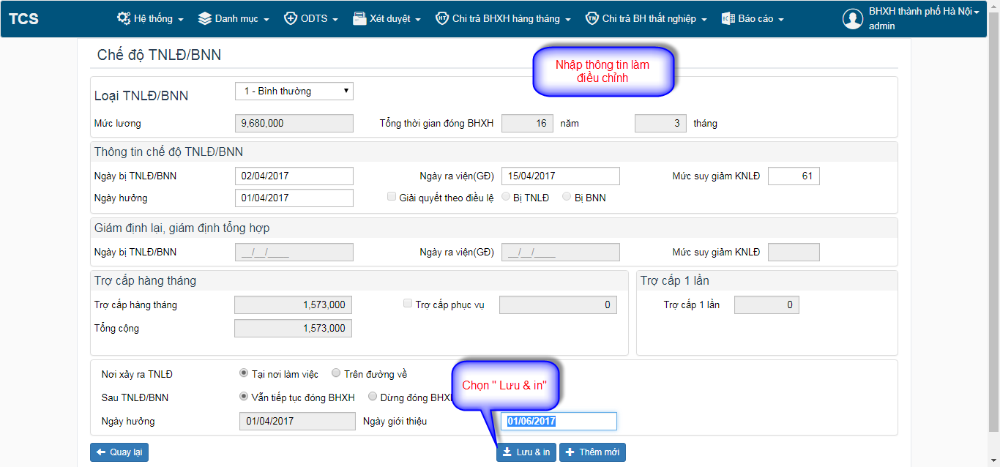 TCS Hệ thống Danh mục ODTS Xét duyệt Chi trả BHXH hàng tháng Chi trả BH thất nghiệp Báo cáo BHXH thành phố Hà Nội
admin
Chế độ TNLĐ/BNN
Nhập thông tin làm
điều chỉnh
Loại TNLĐ/BNN 1 - Bình thường
Mức lương 9,680,000 Tổng thời gian đóng BHXH 16 năm 3 tháng
Thông tin chế độ TNLĐ/BNN
Ngày bị TNLĐ/BNN 02/04/2017 Ngày ra viện(GĐ) 15/04/2017 Mức suy giảm KNLĐ 61
Ngày hưởng 01/04/2017 Giải quyết theo điều lệ Bị TNLĐ Bị BNN
Giám định lại, giám định tổng hợp
Ngày bị TNLĐ/BNN __/__/____ Ngày ra viện(GĐ) __/__/____ Mức suy giảm KNLĐ
Trợ cấp hàng tháng Trợ cấp 1 lần
Trợ cấp hàng tháng 1,573,000 Trợ cấp phục vụ 0 Trợ cấp 1 lần 0
Tổng cộng 1,573,000
Nơi xảy ra TNLĐ Tại nơi làm việc Trên đường về
Chọn " Lưu & in"
Sau TNLĐ/BNN Vẫn tiếp tục đóng BHXH Dừng đóng BHX
Ngày hưởng 01/04/2017 Ngày giới thiệu 01/06/2017
Quay lại Lưu & in Thêm mới